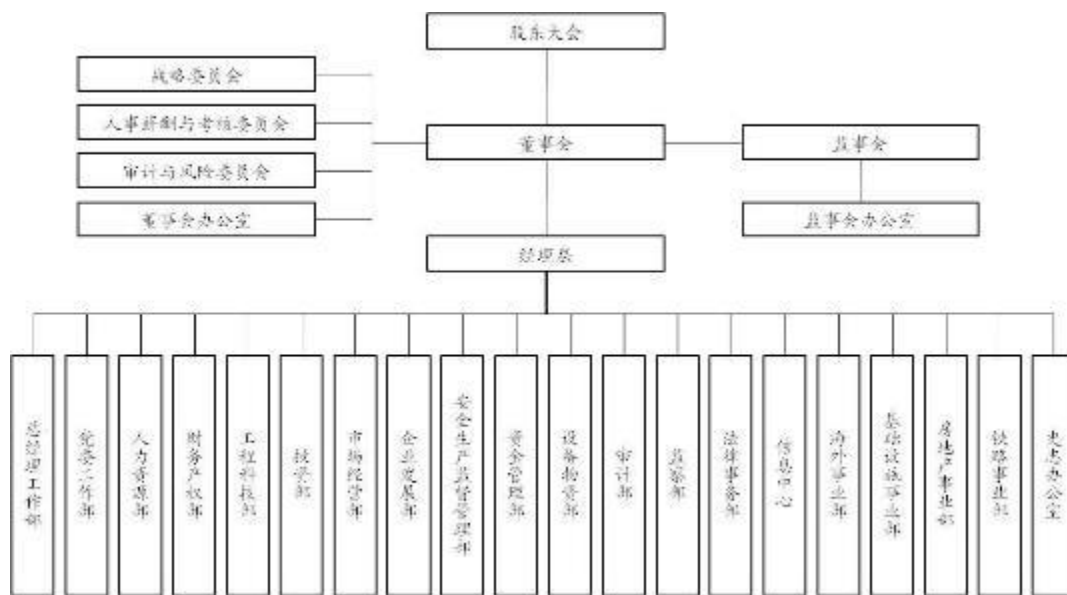 股东大会
战略委员会
人事薪酬与考核委员会
董事会
监事会
审计与风险委员会
董事会办公室
监事会办公室
经理层
总经理工作部
党委工作部
人力资源部
财务产权部
工程科技部
投资部
市场经营部
企业发展部
安全生产监督管理部
资金管理部
设备物资部
审计部
监察部
法律事务部
信息中心
海外事业部
基础设施事业部
房地产事业部
铁路事业部
史志办公室